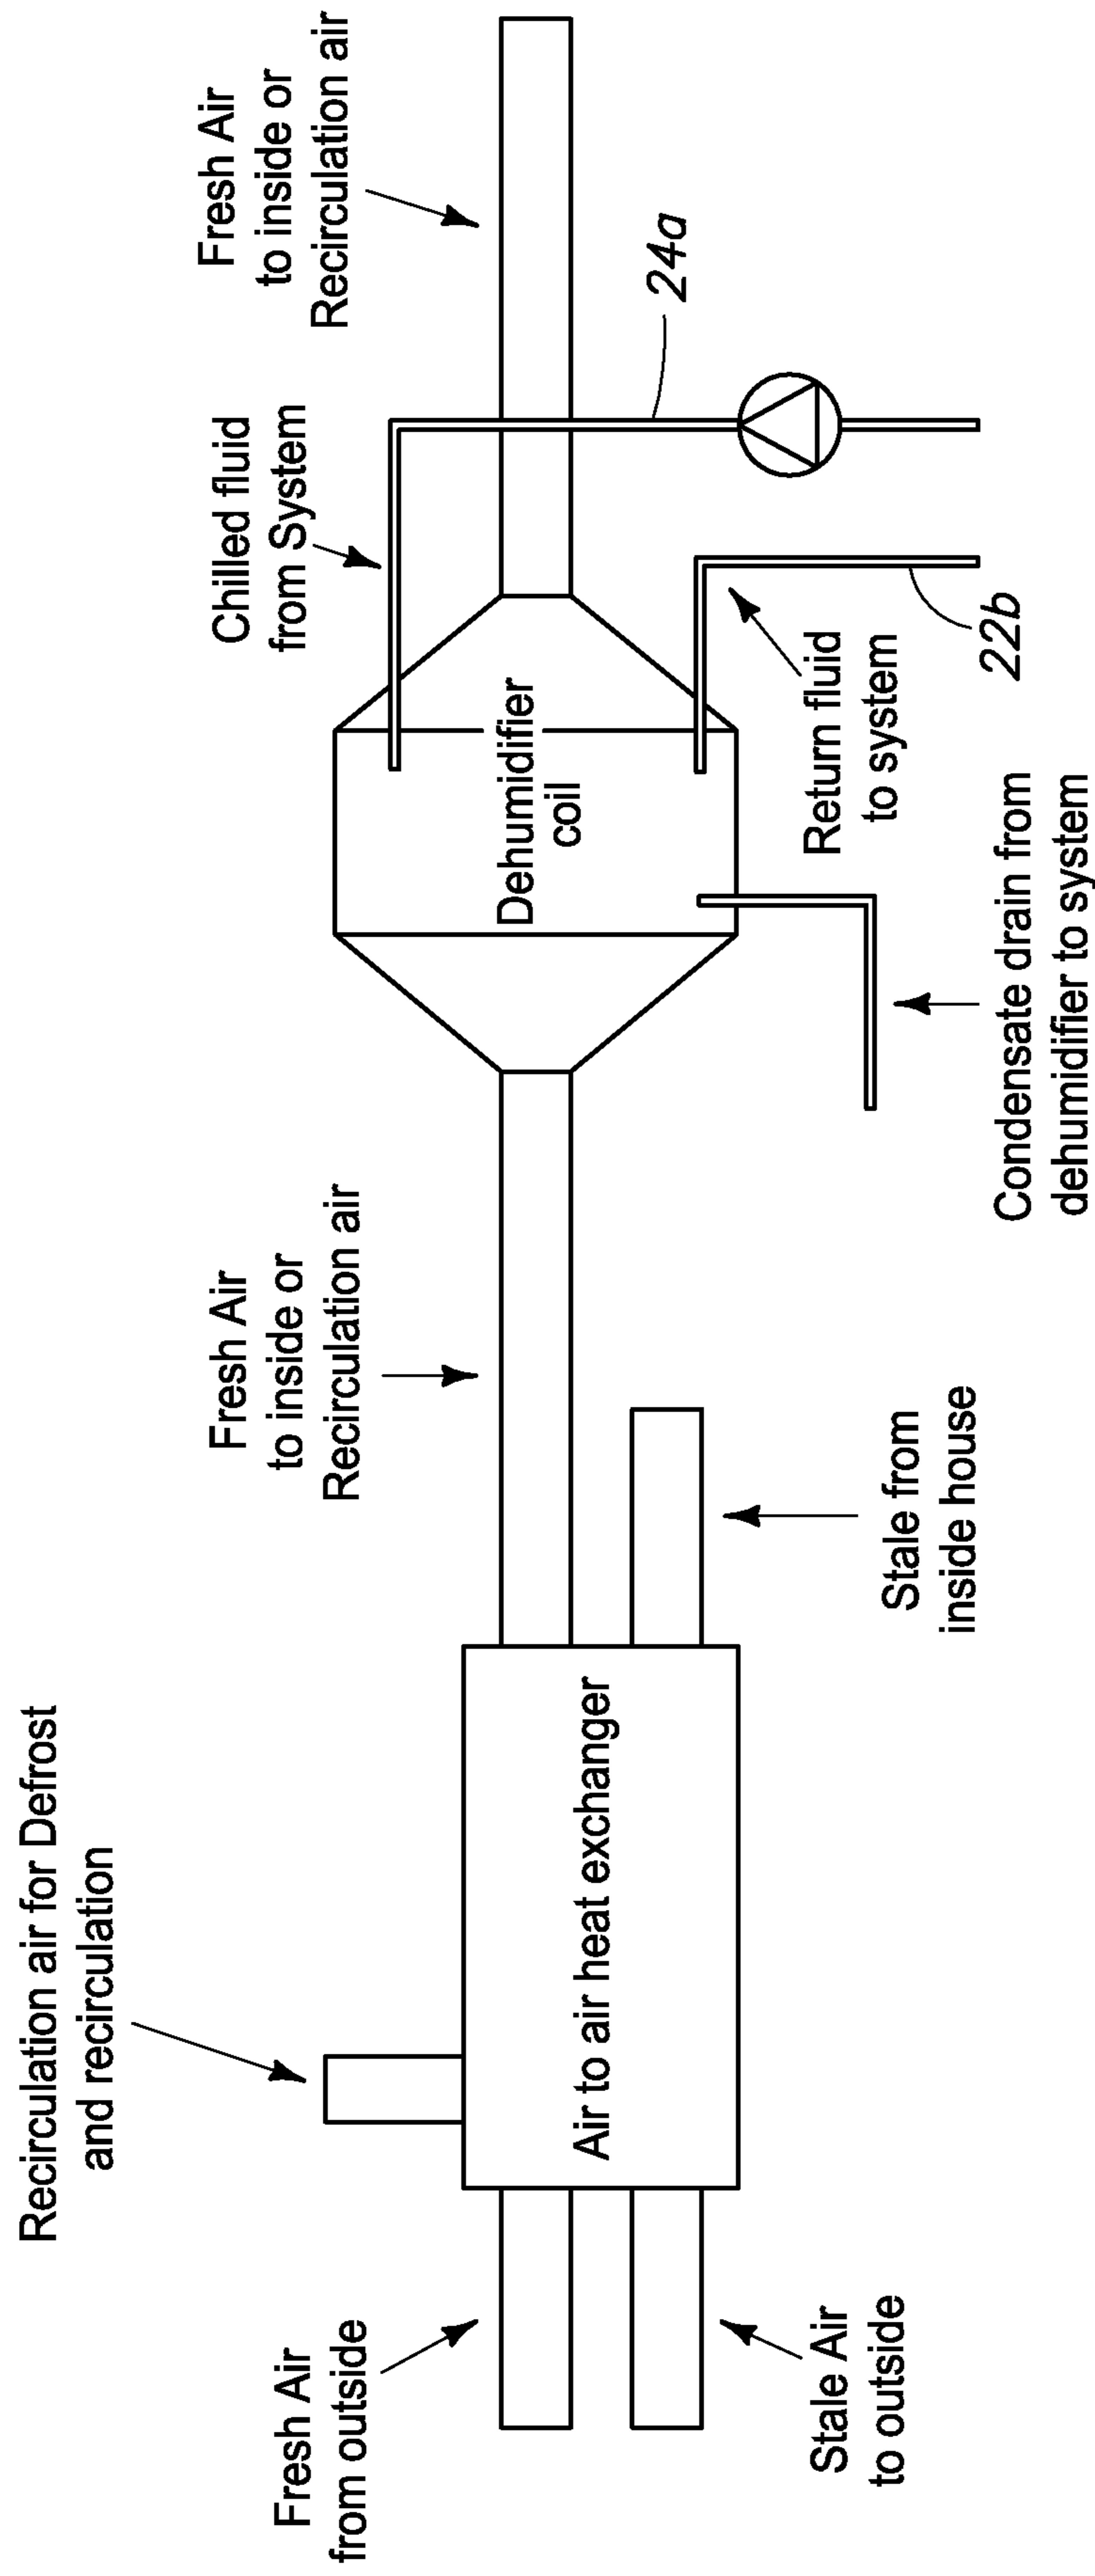 Recirculation air for Defrost
and recirculation
Fresh Air
from outside
Stale Air
to outside
Air to air heat exchanger
Fresh Air
to inside or
Recirculation air
Stale from
inside house
Dehumidifier
coil
Condensate drain from
dehumidifier to system
Chilled fluid
from System
Return fluid
to system
22b
Fresh Air
to inside or
Recirculation air
24a